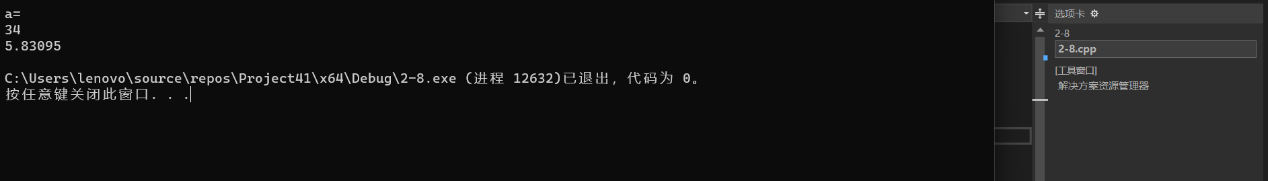 a=
34
5.83095
C:\Users\lenovo\source\repos\Project41\x64\Debug\2-8.exe (进程 12632)已退出，代码为 0。
按任意键关闭此窗口. . .
选项卡
2-8
2-8.cpp
[工具窗口]
解决方案资源管理器